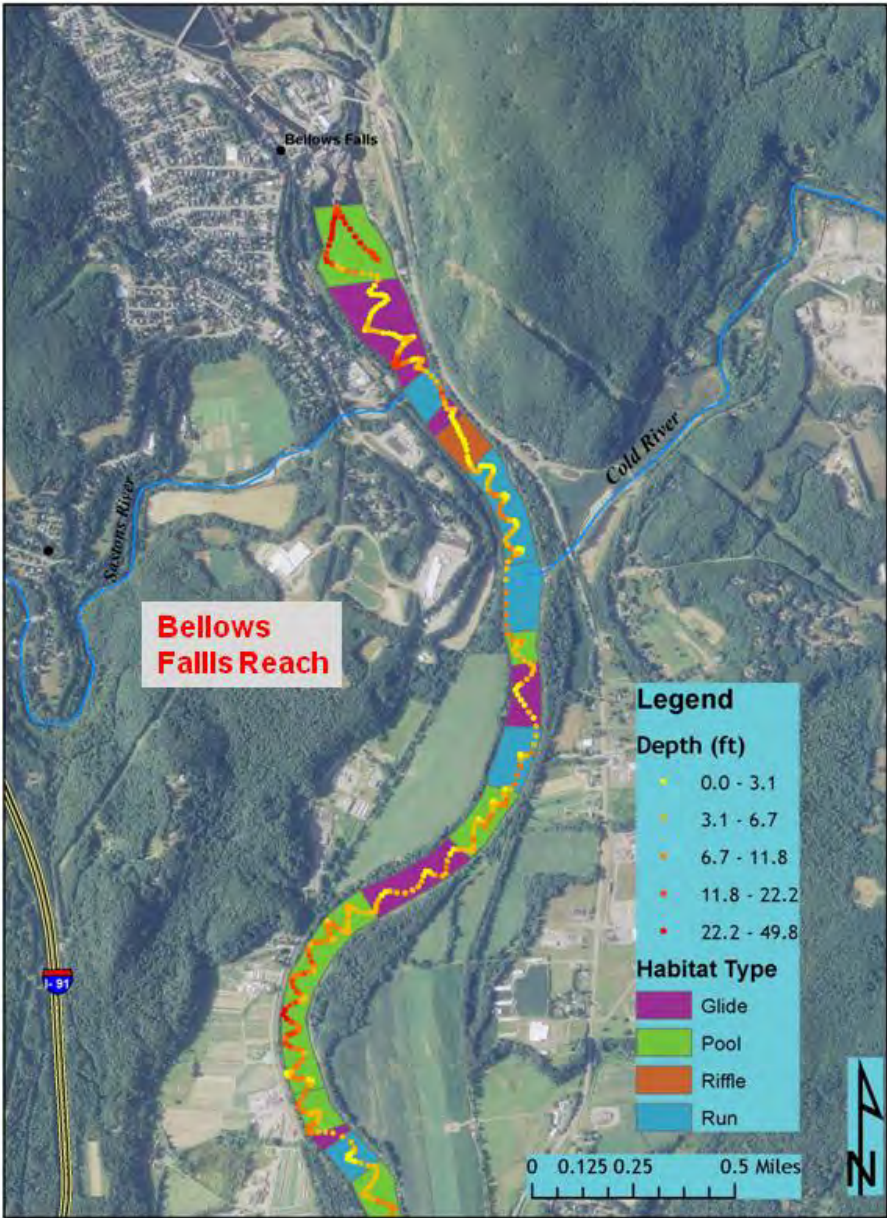 Bellows Falls
Cold River
Saxtons River
Bellows
Fallls Reach
I-91
Legend
Depth (ft)
0.0 - 3.1
3.1 - 6.7
6.7 - 11.8
11.8 - 22.2
22.2 - 49.8
Habitat Type
Glide
Pool
Riffle
Run
0 0.125 0.25 0.5 Miles
N